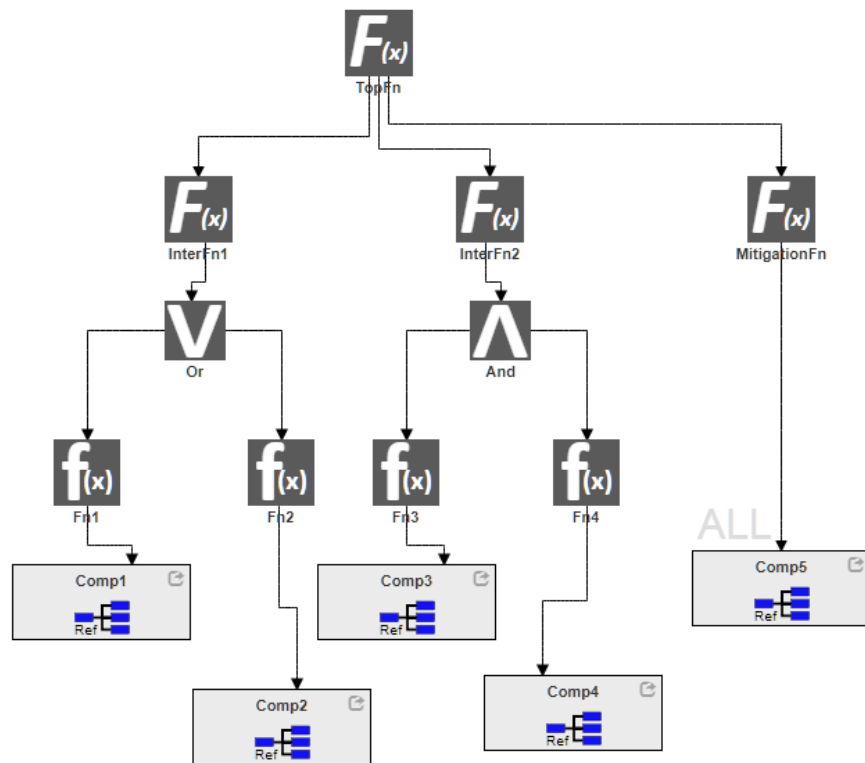 F(x)
TopFn
F(x)
F(x)
F(x)
InterFn1
InterFn2
MitigationFn
V
Λ
Or
And
f(x)
f(x)
f(x)
f(x)
Fn1
Fn2
Fn3
Fn4
ALL
Comp1
Comp3
Comp5
Ref
Ref
Ref
Comp2
Comp4
Ref
Ref